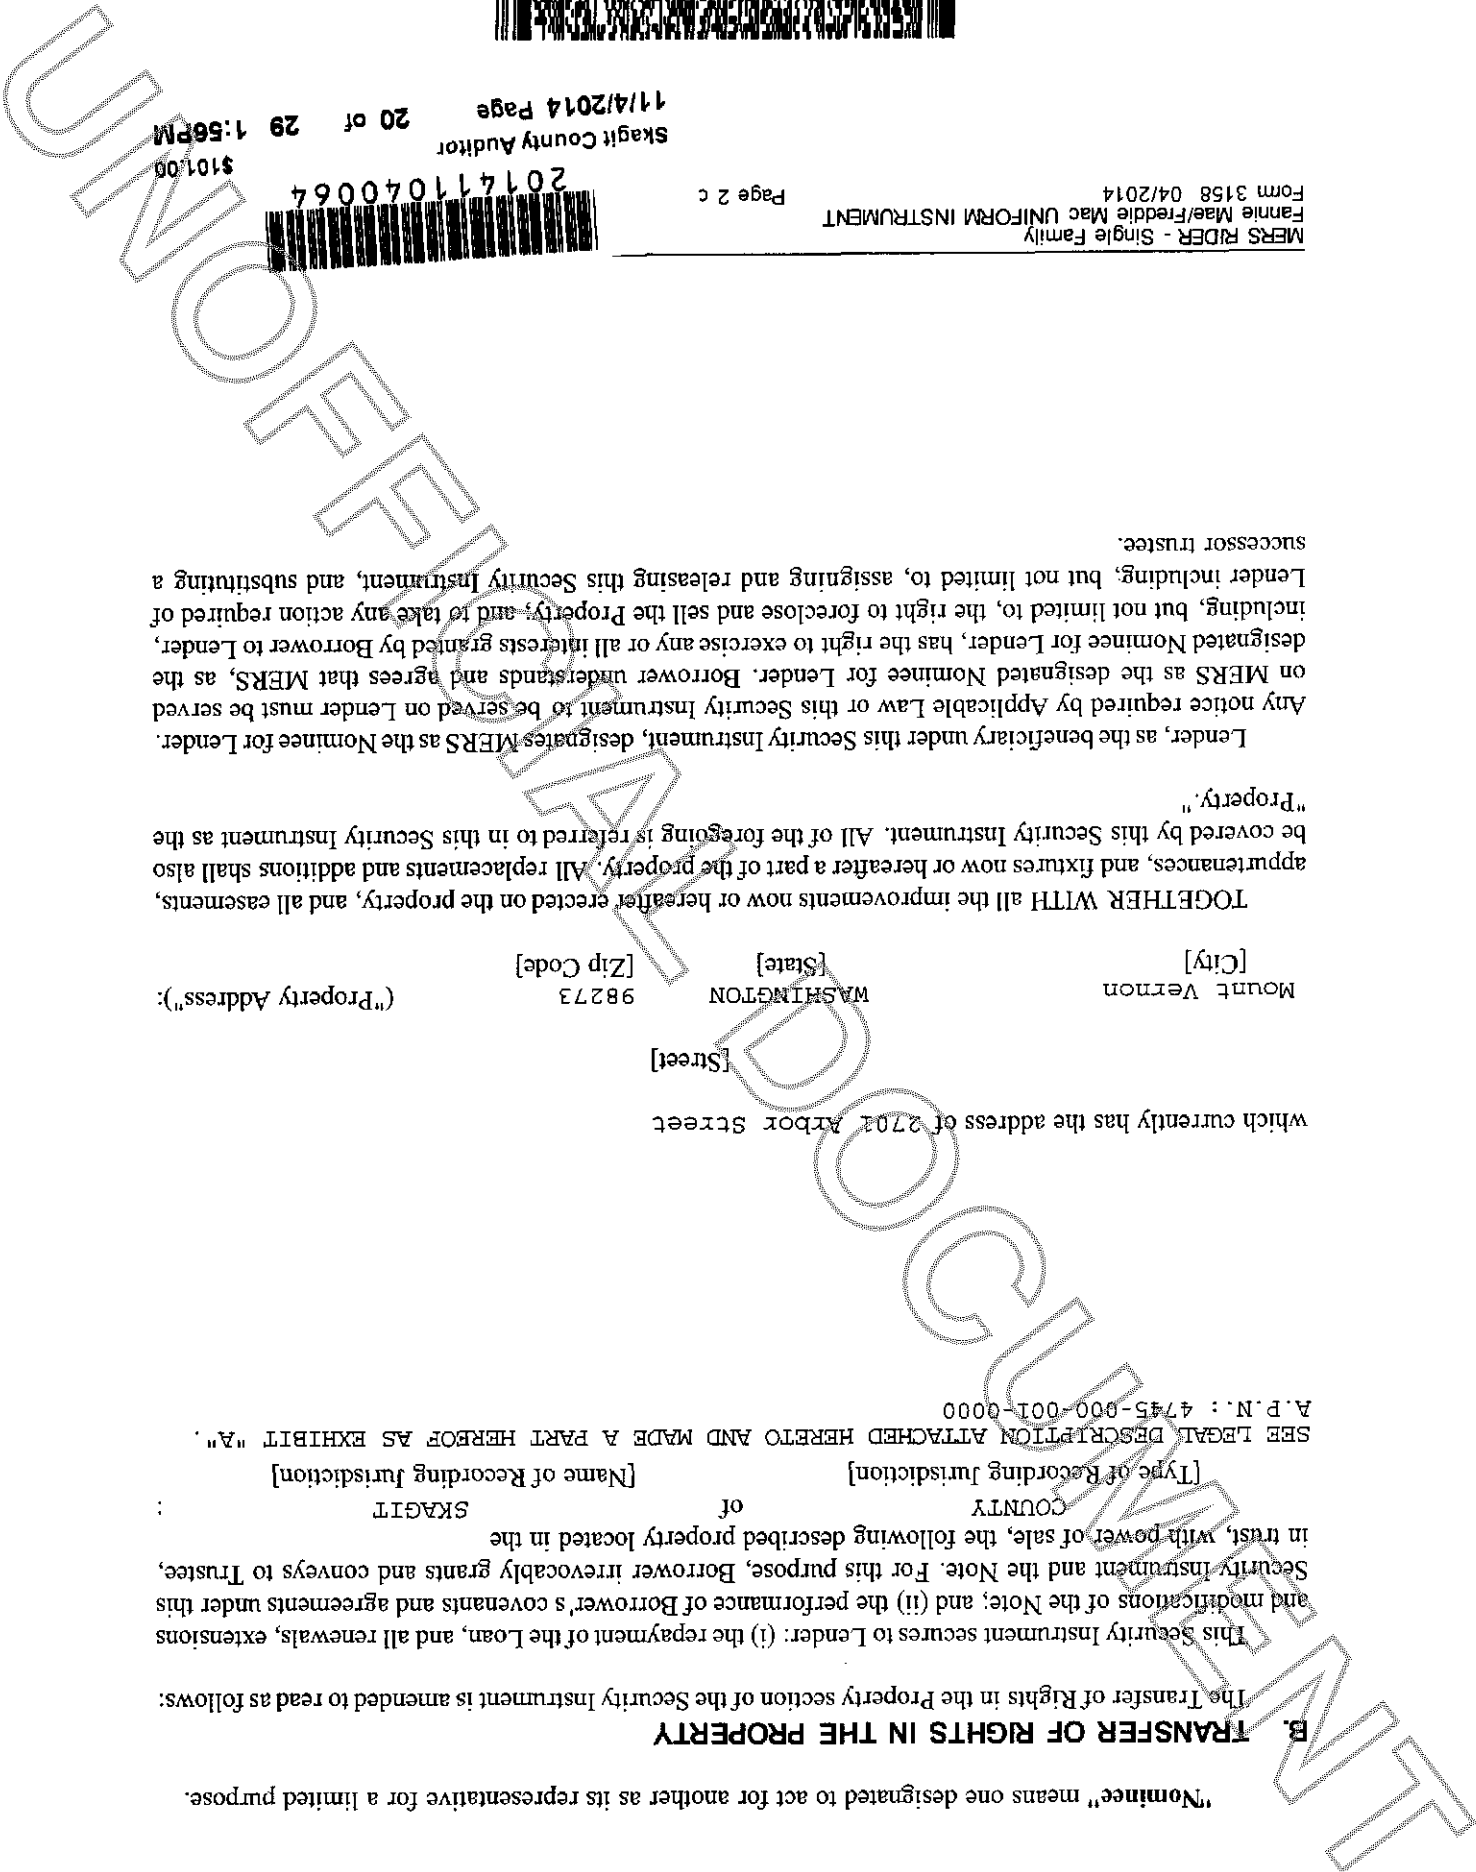 "Nominee" means one designated to act for another as its representative for a limited purpose.
B. TRANSFER OF RIGHTS IN THE PROPERTY
The Transfer of Rights in the Property section of the Security Instrument is amended to read as follows:
This Security Instrument secures to Lender: (i) the repayment of the Loan, and all renewals, extensions
and modifications of the Note; and (ii) the performance of Borrower's covenants and agreements under this
Security Instrument and the Note. For this purpose, Borrower irrevocably grants and conveys to Trustee,
in trust, with power of sale, the following described property located in the
COUNTY of SKAGIT :
[Type of Recording Jurisdiction] [Name of Recording Jurisdiction]
SEE LEGAL DESCRIPTION ATTACHED HERETO AND MADE A PART HEREOF AS EXHIBIT "A".
A.P.N.: 4745-000-001-0000
which currently has the address of 2701 Arbor Street
[Street]
Mount Vernon WASHINGTON 98273 ("Property Address"):
[City] [State] [Zip Code]
TOGETHER WITH all the improvements now or hereafter erected on the property, and all easements,
appurtenances, and fixtures now or hereafter a part of the property. All replacements and additions shall also
be covered by this Security Instrument. All of the foregoing is referred to in this Security Instrument as the
"Property."
Lender, as the beneficiary under this Security Instrument, designates MERS as the Nominee for Lender.
Any notice required by Applicable Law or this Security Instrument to be served on Lender must be served
on MERS as the designated Nominee for Lender. Borrower understands and agrees that MERS, as the
designated Nominee for Lender, has the right to exercise any or all interests granted by Borrower to Lender,
including, but not limited to, the right to foreclose and sell the Property; and to take any action required of
Lender including, but not limited to, assigning and releasing this Security Instrument, and substituting a
successor trustee.
MERS RIDER - Single Family
Fannie Mae/Freddie Mac UNIFORM INSTRUMENT
Form 3158 04/2014
Page 2 c
201411040064
Skagit County Auditor $101.00
11/4/2014 Page 20 of 29 1:56PM
UNOFFICIAL DOCUMENT